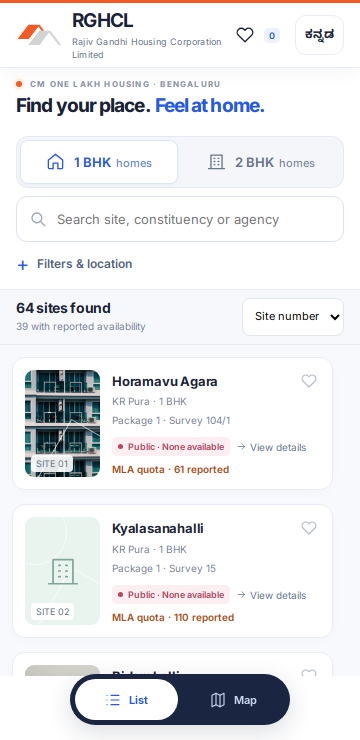 RGHCL
Rajiv Gandhi Housing Corporation
Limited
0
ಕನ್ನಡ
CM ONE LAKH HOUSING · BENGALURU
Find your place. Feel at home.
1 BHK homes
2 BHK homes
Search site, constituency or agency
+ Filters & location
64 sites found
39 with reported availability
Site number
Horamavu Agara
KR Pura · 1 BHK
Package 1 · Survey 104/1
SITE 01
Public · None available
→ View details
MLA quota · 61 reported
Kyalasanahalli
KR Pura · 1 BHK
Package 1 · Survey 15
SITE 02
Public · None available
→ View details
MLA quota · 110 reported
List
Map